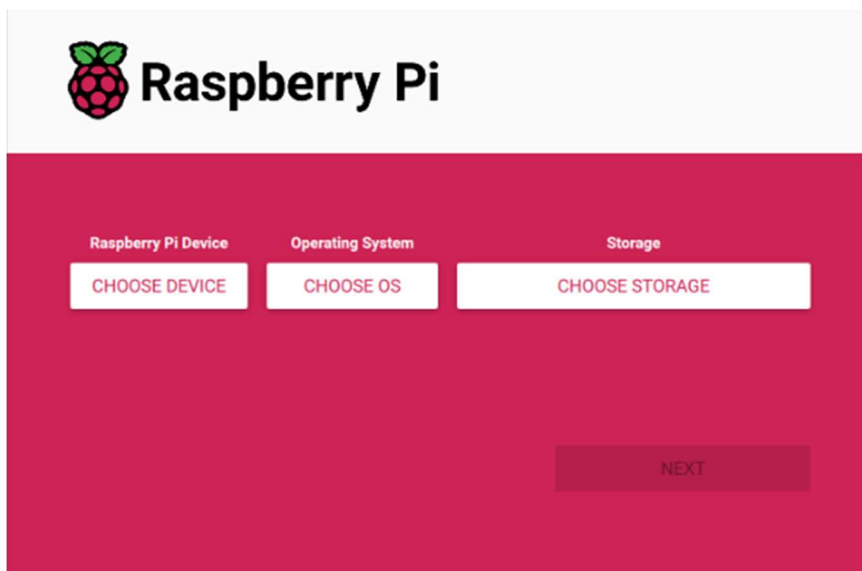 Raspberry Pi
Raspberry Pi Device
Operating System
Storage
CHOOSE DEVICE
CHOOSE OS
CHOOSE STORAGE
NEXT